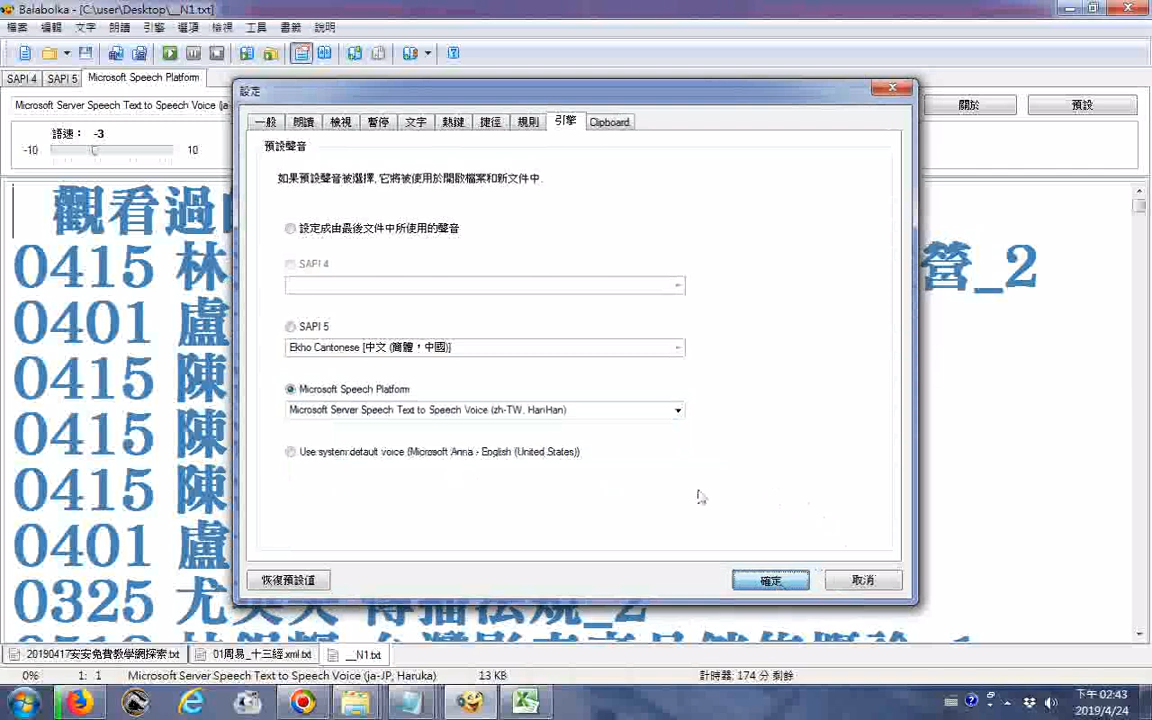 Balabolka - [C:\user\Desktop\__N1.txt]
檔案 編輯 文字 朗讀 引擎 選項 檢視 工具 書籤 說明
SAPI 4 SAPI 5 Microsoft Speech Platform
Microsoft Server Speech Text to Speech Voice (ja
關於 預設
語速： -3
-10 10
觀看過
0415 林
營_2
0401 盧
0415 陳
0415 陳
0415 陳
0401 盧
0325 尤
傳播法規_2
設定
一般 朗讀 檢視 暫停 文字 熱鍵 捷徑 規則 引擎 Clipboard
預設聲音
如果預設聲音被選擇, 它將被使用於開啟檔案和新文件中.
設定成由最後文件中所使用的聲音
SAPI 4
SAPI 5
Ekho Cantonese [中文 (簡體，中國)]
Microsoft Speech Platform
Microsoft Server Speech Text to Speech Voice (zh-TW, HanHan)
Use system default voice (Microsoft Anna - English (United States))
恢復預設值 確定 取消
20190417安安免費教學網探索.txt 01周易_十三經.xml.txt __N1.txt
0% 1: 1 Microsoft Server Speech Text to Speech Voice (ja-JP, Haruka) 13 KB 計時器: 174 分 剩餘
下午 02:43
2019/4/24